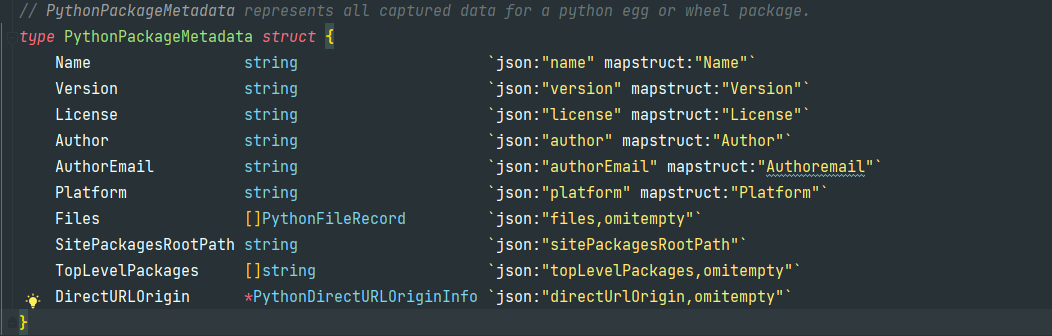 // PythonPackageMetadata represents all captured data for a python egg or wheel package.
type PythonPackageMetadata struct {
Name string `json:"name" mapstruct:"Name"`
Version string `json:"version" mapstruct:"Version"`
License string `json:"license" mapstruct:"License"`
Author string `json:"author" mapstruct:"Author"`
AuthorEmail string `json:"authorEmail" mapstruct:"Authoremail"`
Platform string `json:"platform" mapstruct:"Platform"`
Files []PythonFileRecord `json:"files,omitempty"`
SitePackagesRootPath string `json:"sitePackagesRootPath"`
TopLevelPackages []string `json:"topLevelPackages,omitempty"`
DirectURLOrigin *PythonDirectURLOriginInfo `json:"directUrlOrigin,omitempty"`
}